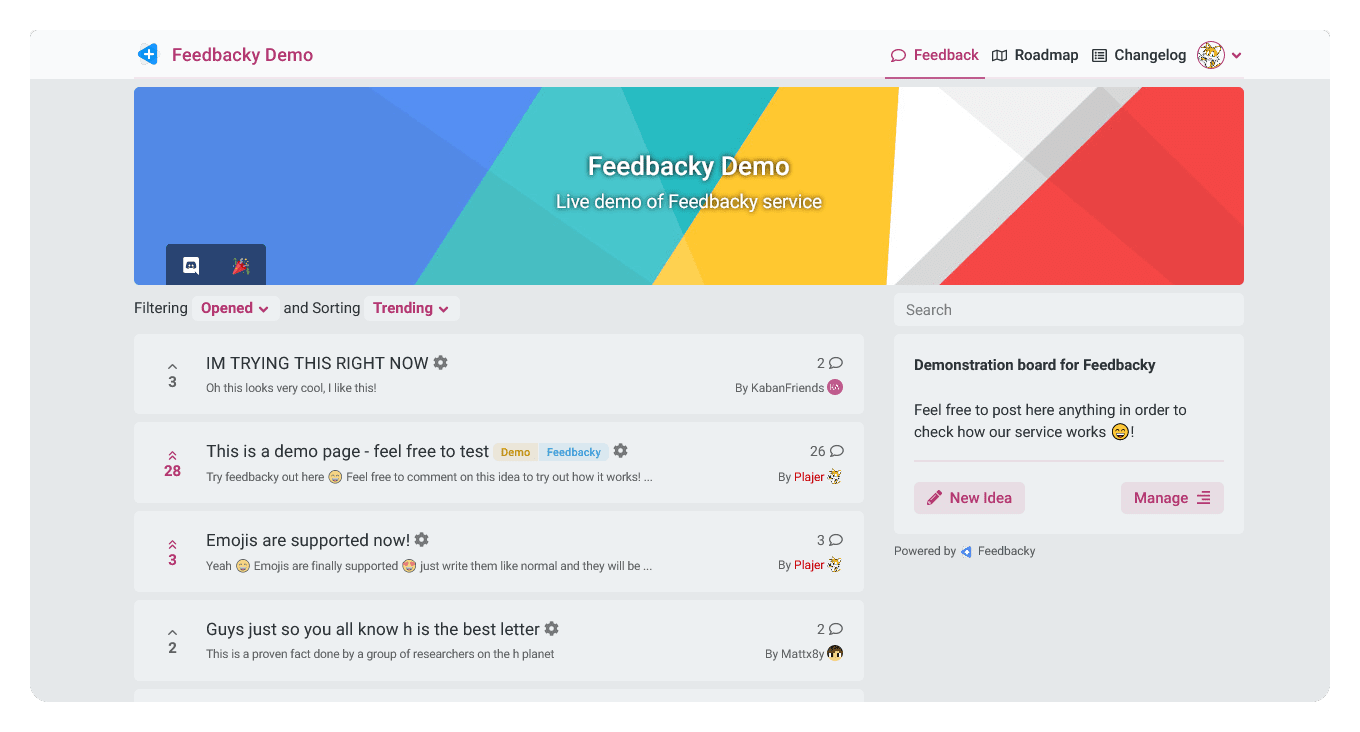 Feedbacky Demo
Feedback Roadmap Changelog
Feedbacky Demo
Live demo of Feedbacky service
Filtering Opened and Sorting Trending
Search
IM TRYING THIS RIGHT NOW
2
3
Oh this looks very cool, I like this!
By KabanFriends
This is a demo page - feel free to test Demo Feedbacky
26
28
Try feedbacky out here Feel free to comment on this idea to try out how it works! ...
By Plajer
Emojis are supported now!
3
3
Yeah Emojis are finally supported just write them like normal and they will be ...
By Plajer
Guys just so you all know h is the best letter
2
2
This is a proven fact done by a group of researchers on the h planet
By Mattx8y
Demonstration board for Feedbacky
Feel free to post here anything in order to
check how our service works !
New Idea
Manage
Powered by Feedbacky